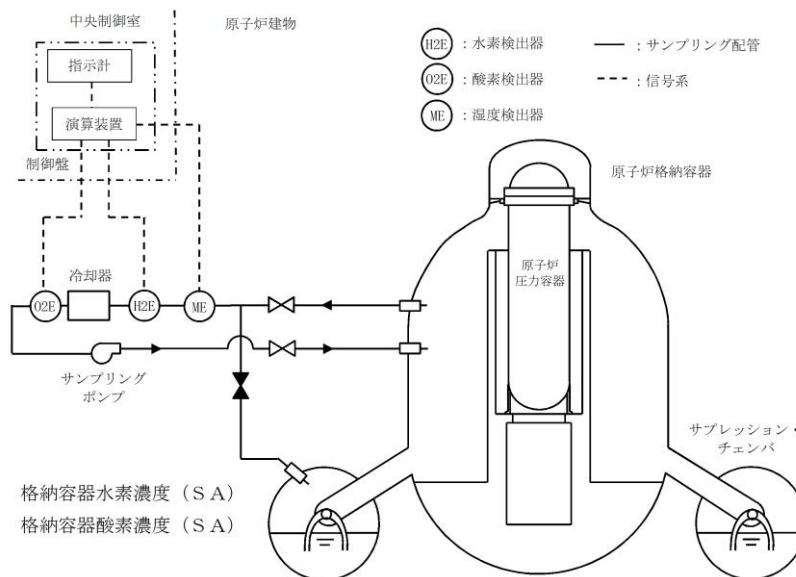 中央制御室
原子炉建物
指示計
演算装置
制御盤
H2E
：水素検出器
サンプリング配管
O2E
：酸素検出器
：信号系
ME
：湿度検出器
原子炉格納容器
原子炉
圧力容器
冷却器
O2E
H2E
ME
サンプリング
ポンプ
サプレッション・
チェンバ
格納容器水素濃度（ＳＡ）
格納容器酸素濃度（ＳＡ）